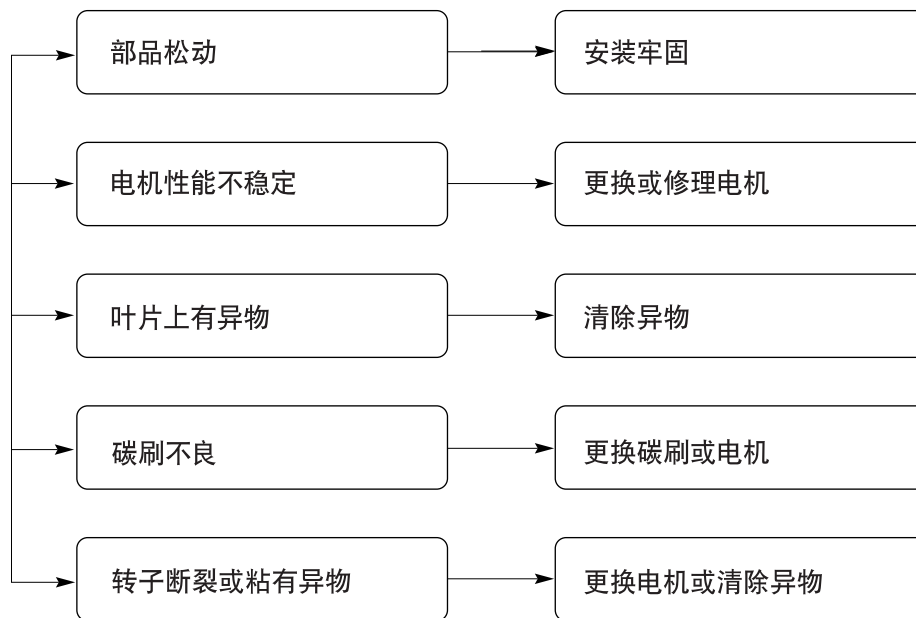 部品松动
安装牢固
电机性能不稳定
更换或修理电机
叶片上有异物
清除异物
碳刷不良
更换碳刷或电机
转子断裂或粘有异物
更换电机或清除异物